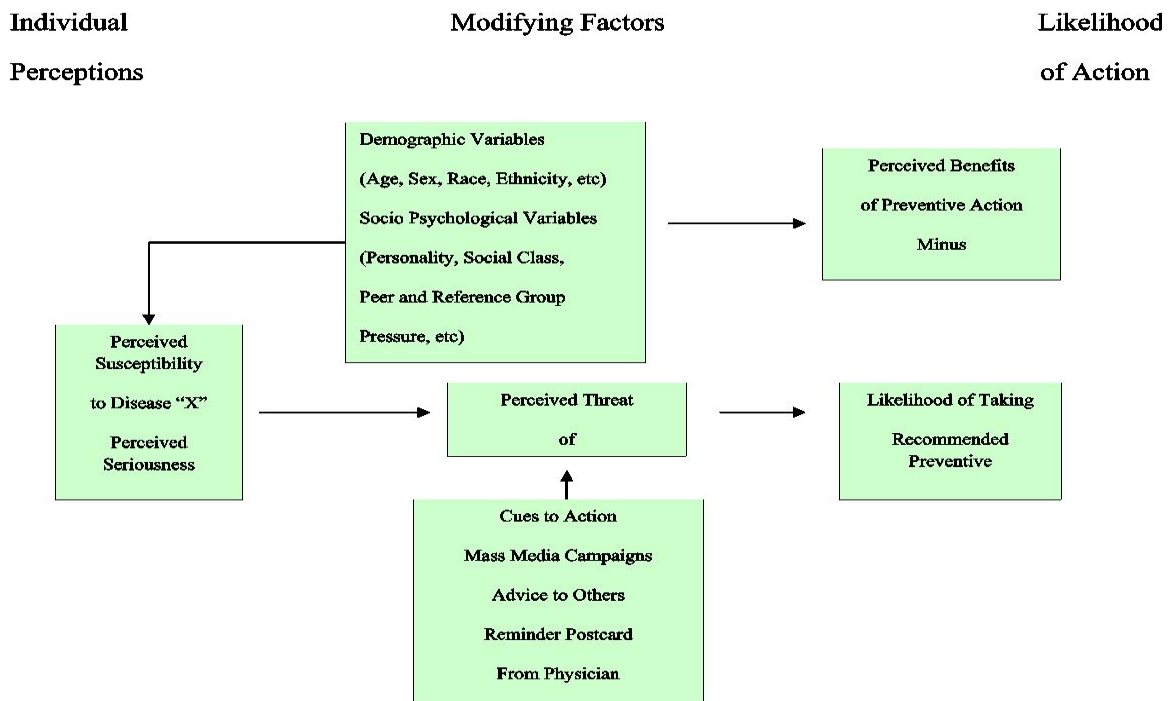 Individual
Perceptions
Modifying Factors
Likelihood
of Action
Demographic Variables
(Age, Sex, Race, Ethnicity, etc)
Socio Psychological Variables
(Personality, Social Class,
Peer and Reference Group
Pressure, etc)
Perceived Benefits
of Preventive Action
Minus
Perceived
Susceptibility
to Disease “X”
Perceived
Seriousness
Perceived Threat
of
Likelihood of Taking
Recommended
Preventive
Cues to Action
Mass Media Campaigns
Advice to Others
Reminder Postcard
From Physician